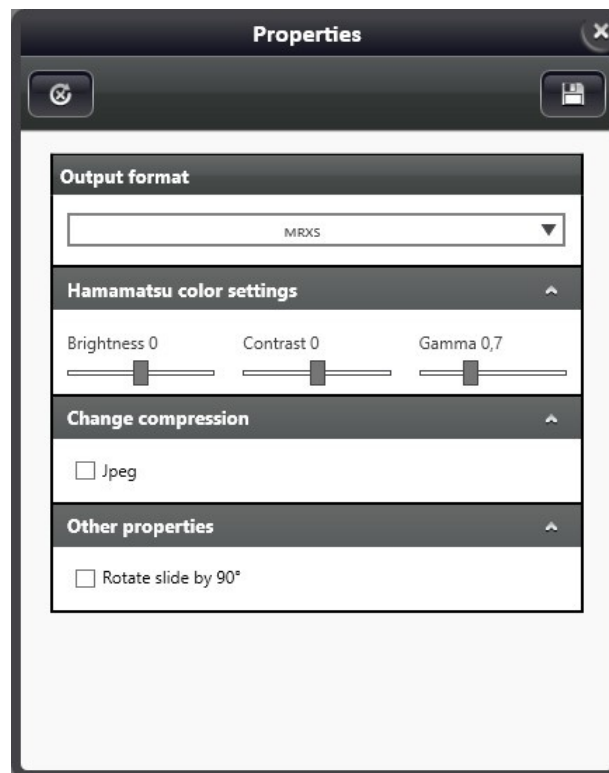 Properties
Output format
MRXS
Hamamatsu color settings
Brightness 0 Contrast 0 Gamma 0,7
Change compression
Jpeg
Other properties
Rotate slide by 90°